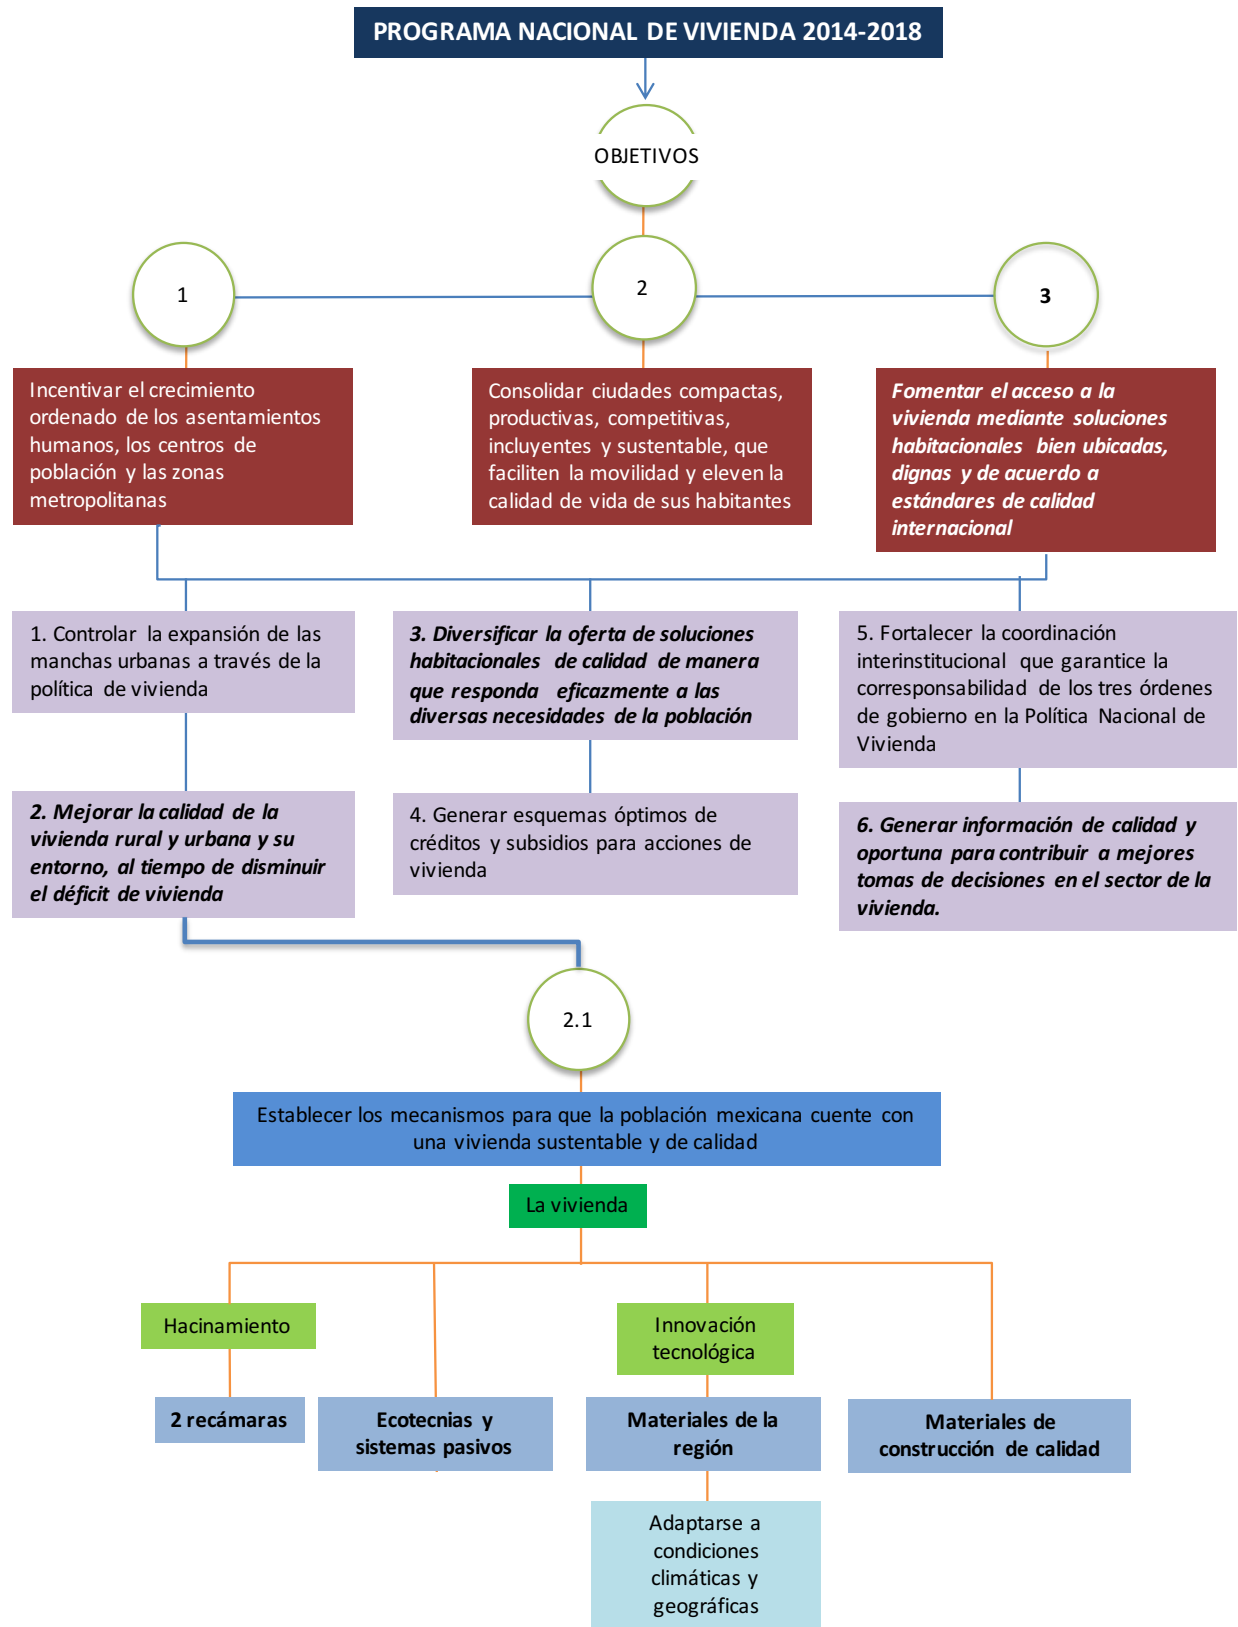 PROGRAMA NACIONAL DE VIVIENDA 2014-2018
OBJETIVOS
1
2
3
Incentivar el crecimiento
ordenado de los asentamientos
humanos, los centros de
población y las zonas
metropolitanas
Consolidar ciudades compactas,
productivas, competitivas,
incluyentes y sustentable, que
faciliten la movilidad y eleven la
calidad de vida de sus habitantes
Fomentar el acceso a la
vivienda mediante soluciones
habitacionales bien ubicadas,
dignas y de acuerdo a
estándares de calidad
internacional
1. Controlar la expansión de las
manchas urbanas a través de la
política de vivienda
3. Diversificar la oferta de soluciones
habitacionales de calidad de manera
que responda eficazmente a las
diversas necesidades de la población
5. Fortalecer la coordinación
interinstitucional que garantice la
corresponsabilidad de los tres órdenes
de gobierno en la Política Nacional de
Vivienda
2. Mejorar la calidad de la
vivienda rural y urbana y su
entorno, al tiempo de disminuir
el déficit de vivienda
4. Generar esquemas óptimos de
créditos y subsidios para acciones de
vivienda
6. Generar información de calidad y
oportuna para contribuir a mejores
tomas de decisiones en el sector de la
vivienda.
2.1
Establecer los mecanismos para que la población mexicana cuente con
una vivienda sustentable y de calidad
La vivienda
Hacinamiento
Innovación
tecnológica
2 recámaras
Ecotecnias y
sistemas pasivos
Materiales de la
región
Materiales de
construcción de calidad
Adaptarse a
condiciones
climáticas y
geográficas